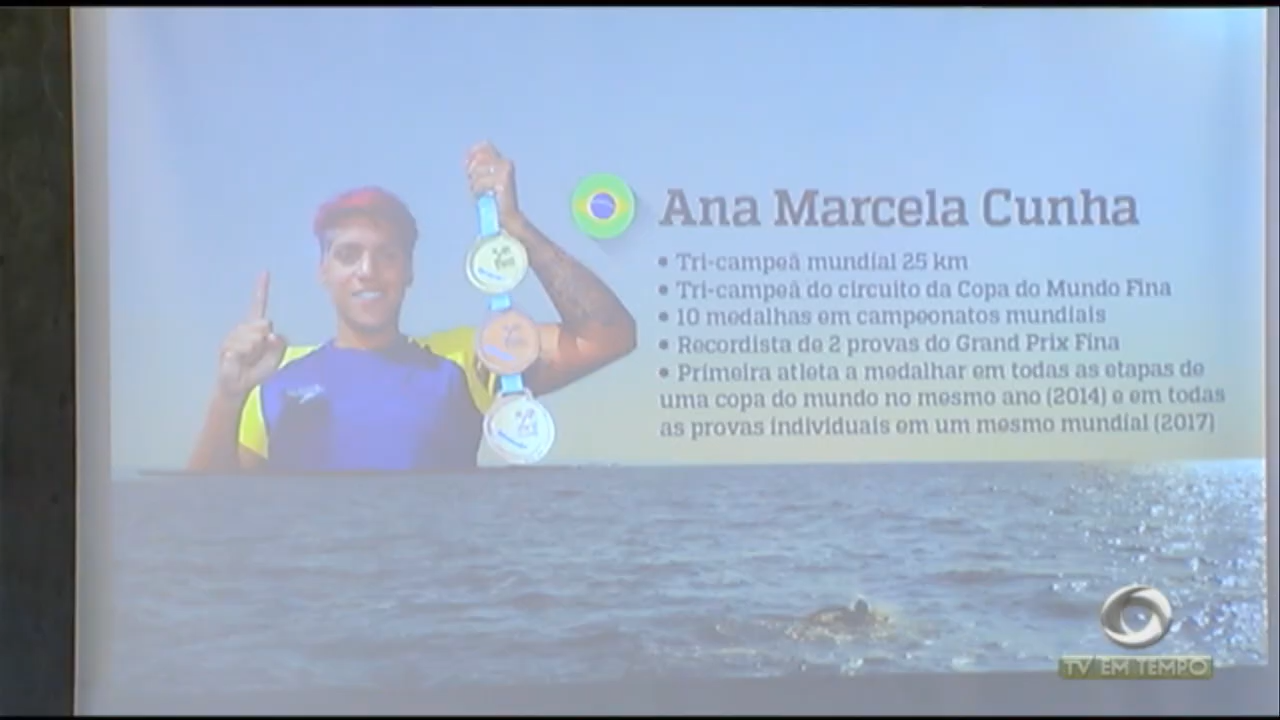 Ana Marcela Cunha
• Tri-campeã mundial 25 km
• Tri-campeã do circuito da Copa do Mundo Fina
• 10 medalhas em campeonatos mundiais
• Recordista de 2 provas do Grand Prix Fina
• Primeira atleta a medalhar em todas as etapas de
uma copa do mundo no mesmo ano (2014) e em todas
as provas individuais em um mesmo mundial (2017)
TV EM TEMPO